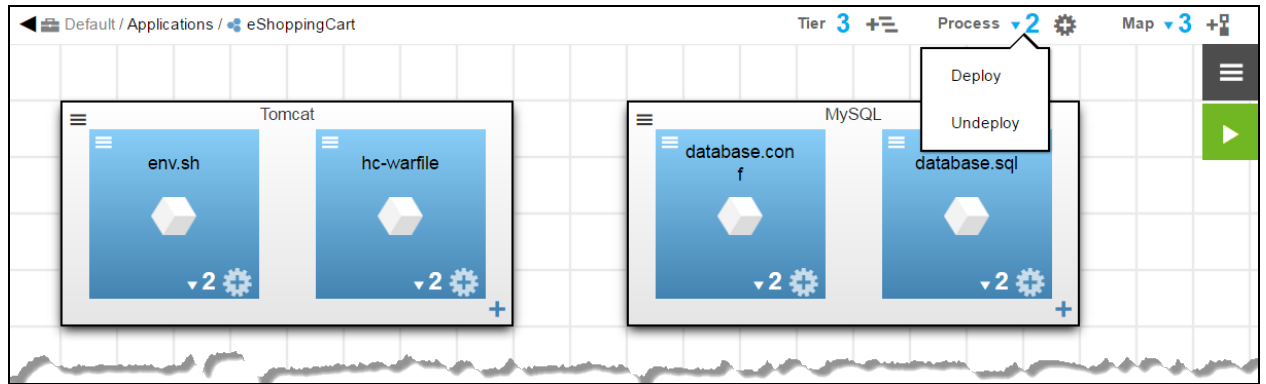 Default / Applications / eShoppingCart
Tier 3
Process 2
Map 3
Deploy
Undeploy
Tomcat
env.sh
2
hc-warfile
2
MySQL
database.con
f
2
database.sql
2